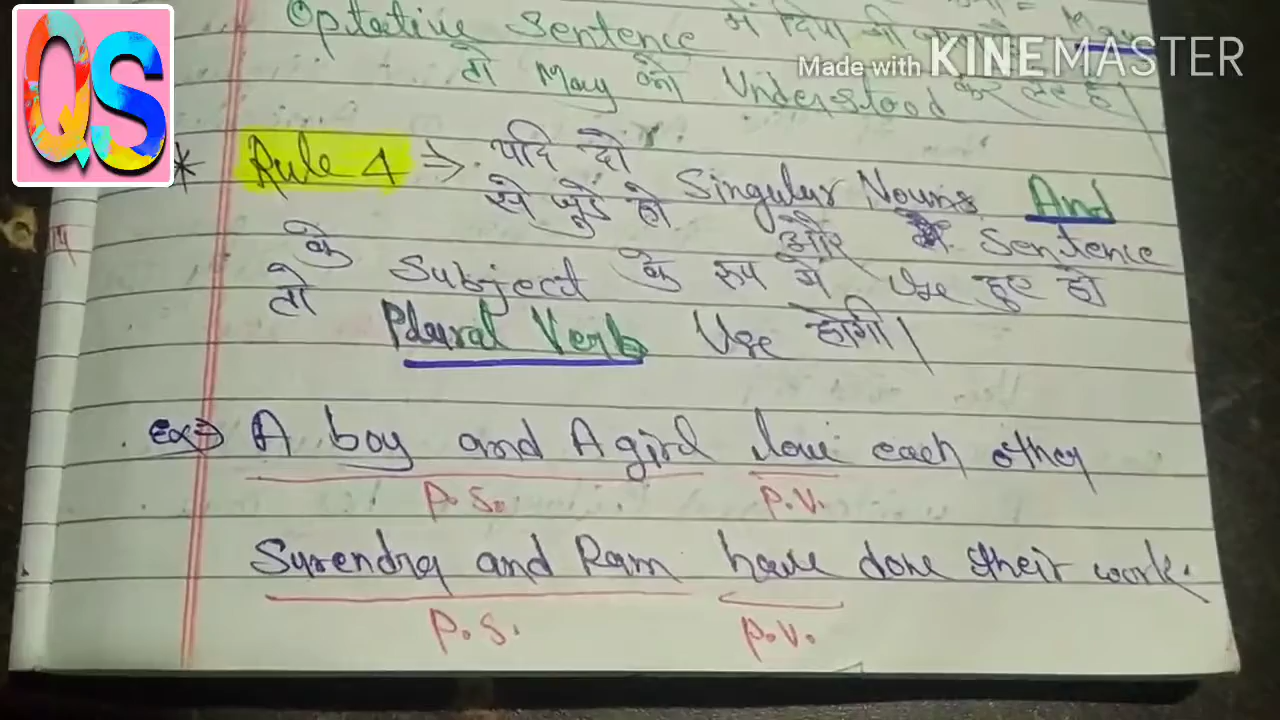 QS
Made with KINEMASTER
Optative Sentence में दिया भी
तो May को Understood कर लेते है।
* Rule 4 ⇒ यदि दो Singular Nouns And
से जुड़े हो और Sentence
के Subject के रूप मे Use हुए हो
तो Plural Verb Use होगी।
Ex⇒ A boy and A girl love each other
P.S. P.V.
Surendra and Ram have done their work.
P.S. P.V.